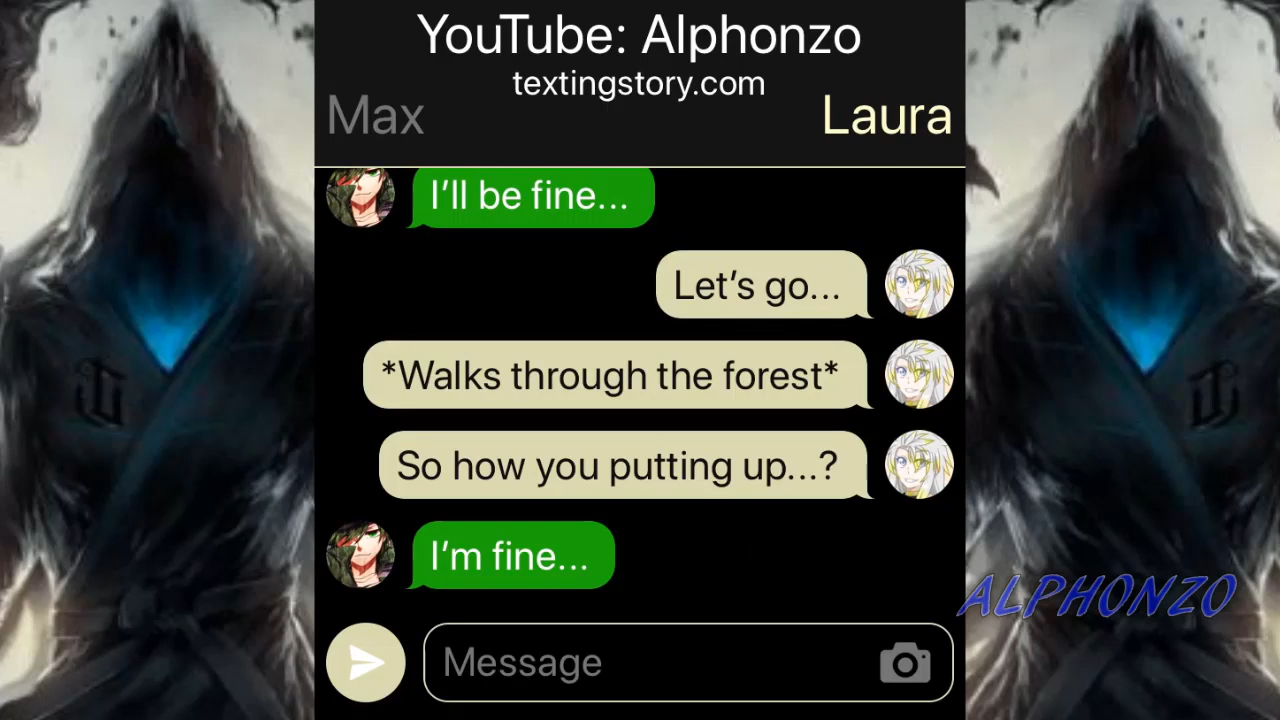 YouTube: Alphonzo
textingstory.com
Max
Laura
I’ll be fine...
Let’s go...
*Walks through the forest*
So how you putting up...?
I’m fine...
ALPHONZO
Message